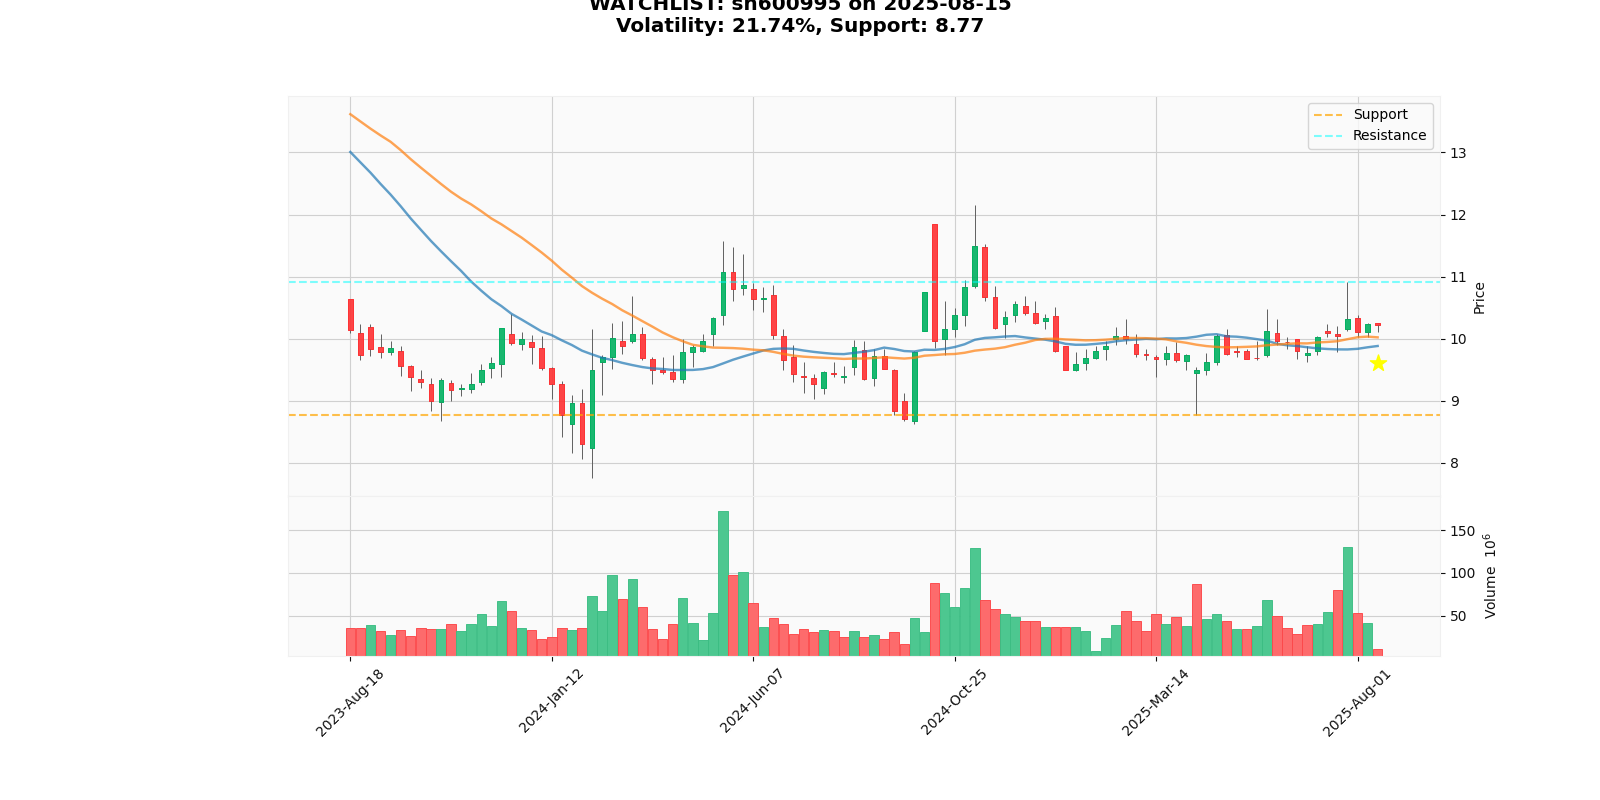 WATCHLIST: sh600995 on 2025-08-15
Volatility: 21.74%, Support: 8.77
Support
Resistance
13
12
11
10
9
8
Price
150
100
50
Volume 10^6
2023-Aug-18
2024-Jan-12
2024-Jun-07
2024-Oct-25
2025-Mar-14
2025-Aug-01